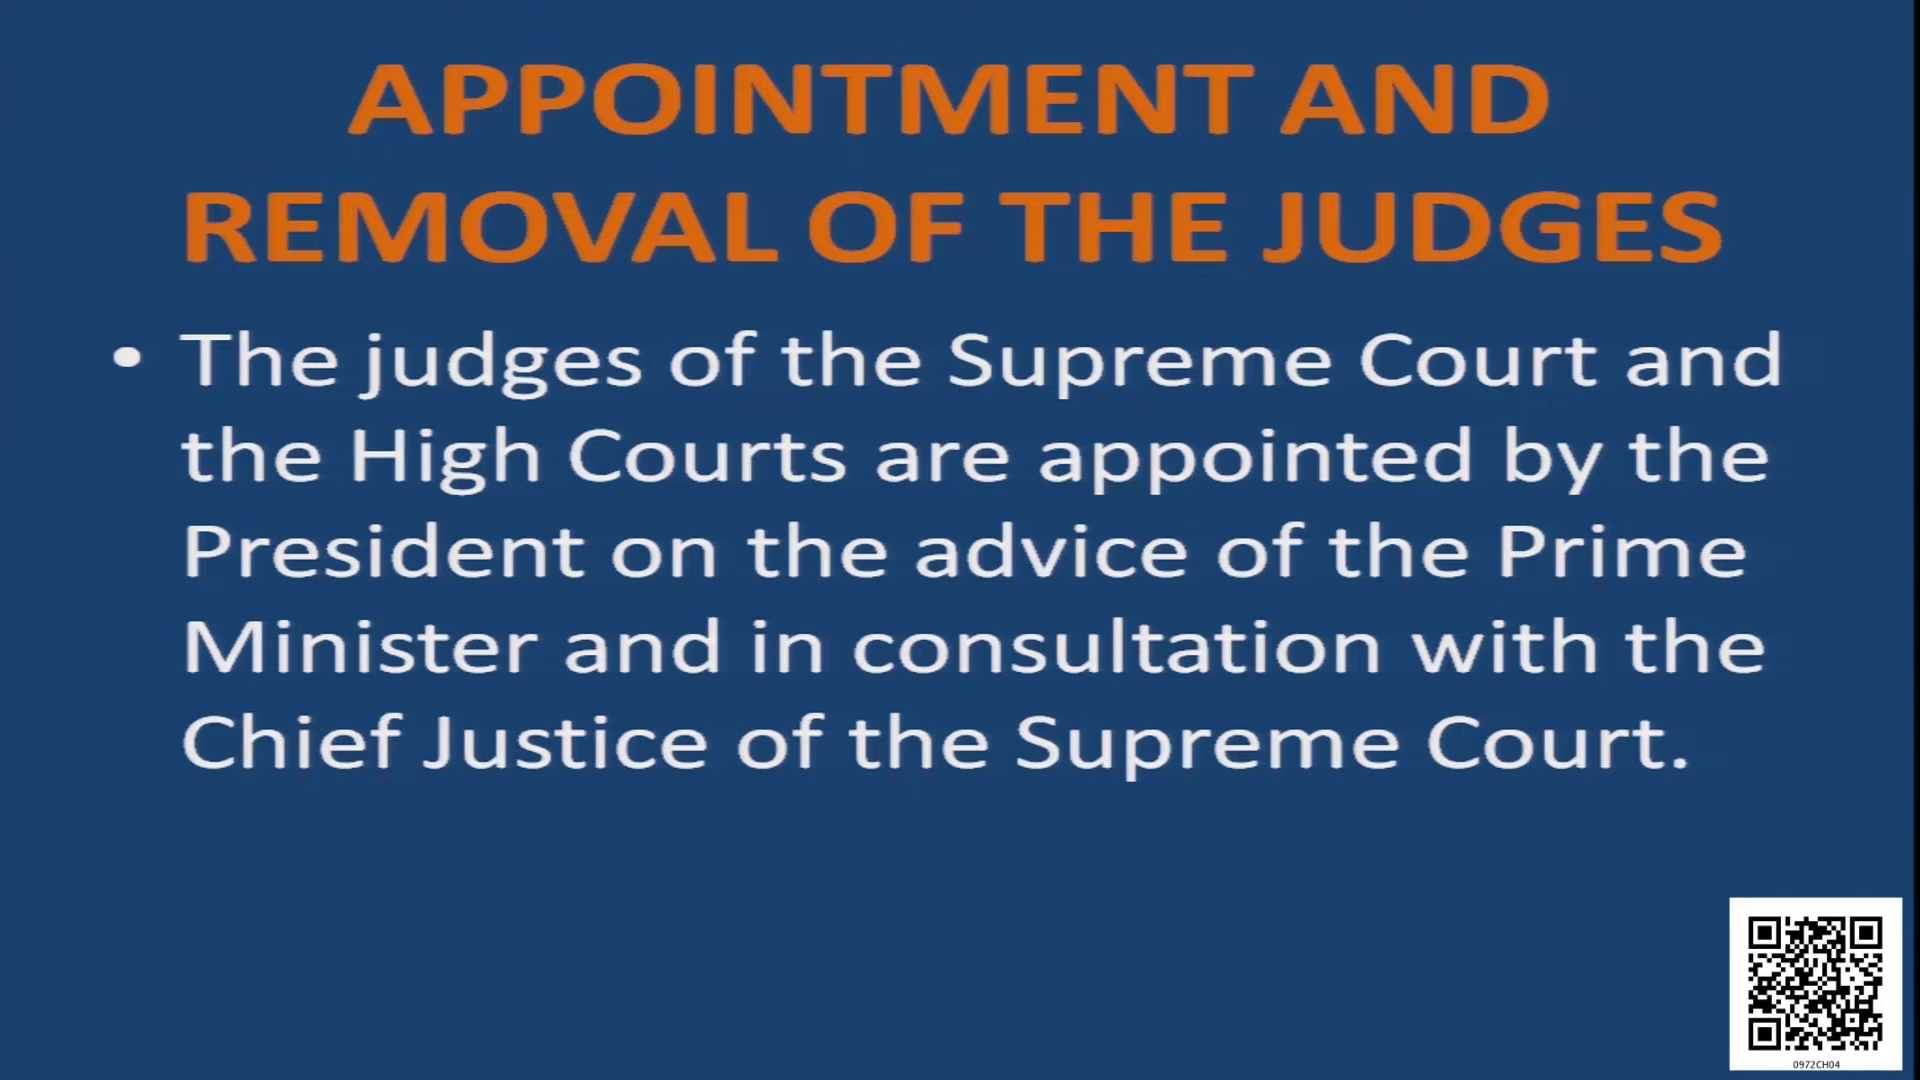 APPOINTMENT AND
REMOVAL OF THE JUDGES
• The judges of the Supreme Court and
the High Courts are appointed by the
President on the advice of the Prime
Minister and in consultation with the
Chief Justice of the Supreme Court.
0972CH04